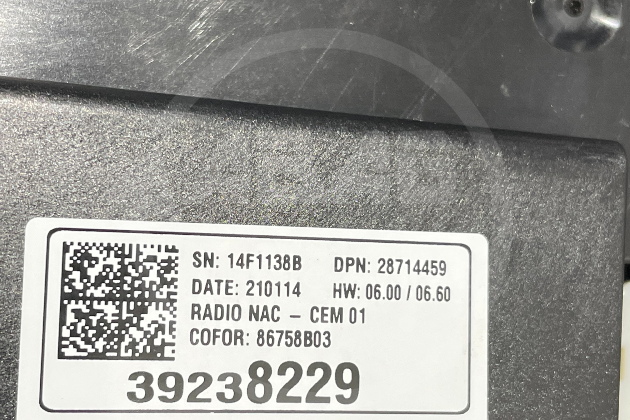 SN: 14F1138B DPN: 28714459
DATE: 210114 HW: 06.00 / 06.60
RADIO NAC – CEM 01
COFOR: 86758B03
39238229